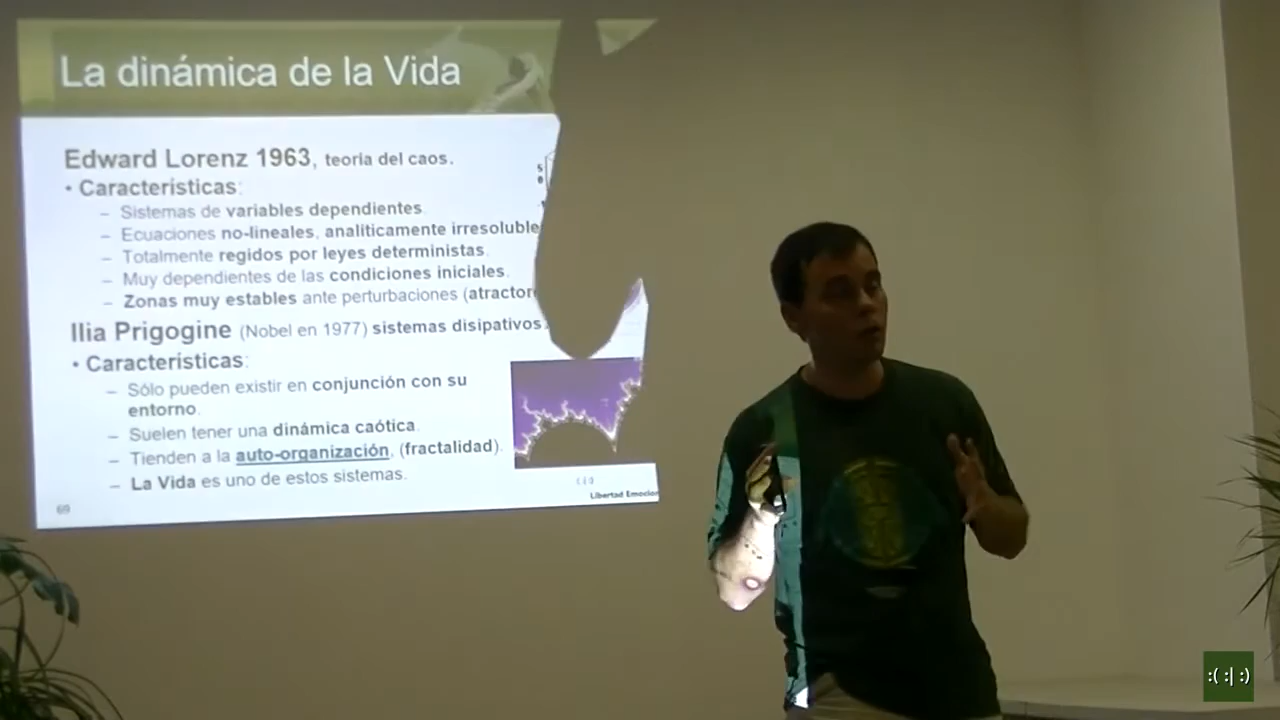 La dinámica de la Vida
Edward Lorenz 1963, teoria del caos.
• Características:
– Sistemas de variables dependientes.
– Ecuaciones no-lineales, analíticamente irresoluble
– Totalmente regidos por leyes deterministas.
– Muy dependientes de las condiciones iniciales.
– Zonas muy estables ante perturbaciones (atractor
Ilia Prigogine (Nobel en 1977) sistemas disipativos.
• Características:
– Sólo pueden existir en conjunción con su
entorno.
– Suelen tener una dinámica caótica.
– Tienden a la auto-organización, (fractalidad).
– La Vida es uno de estos sistemas.
69
Libertad Emocion
:( :| :)